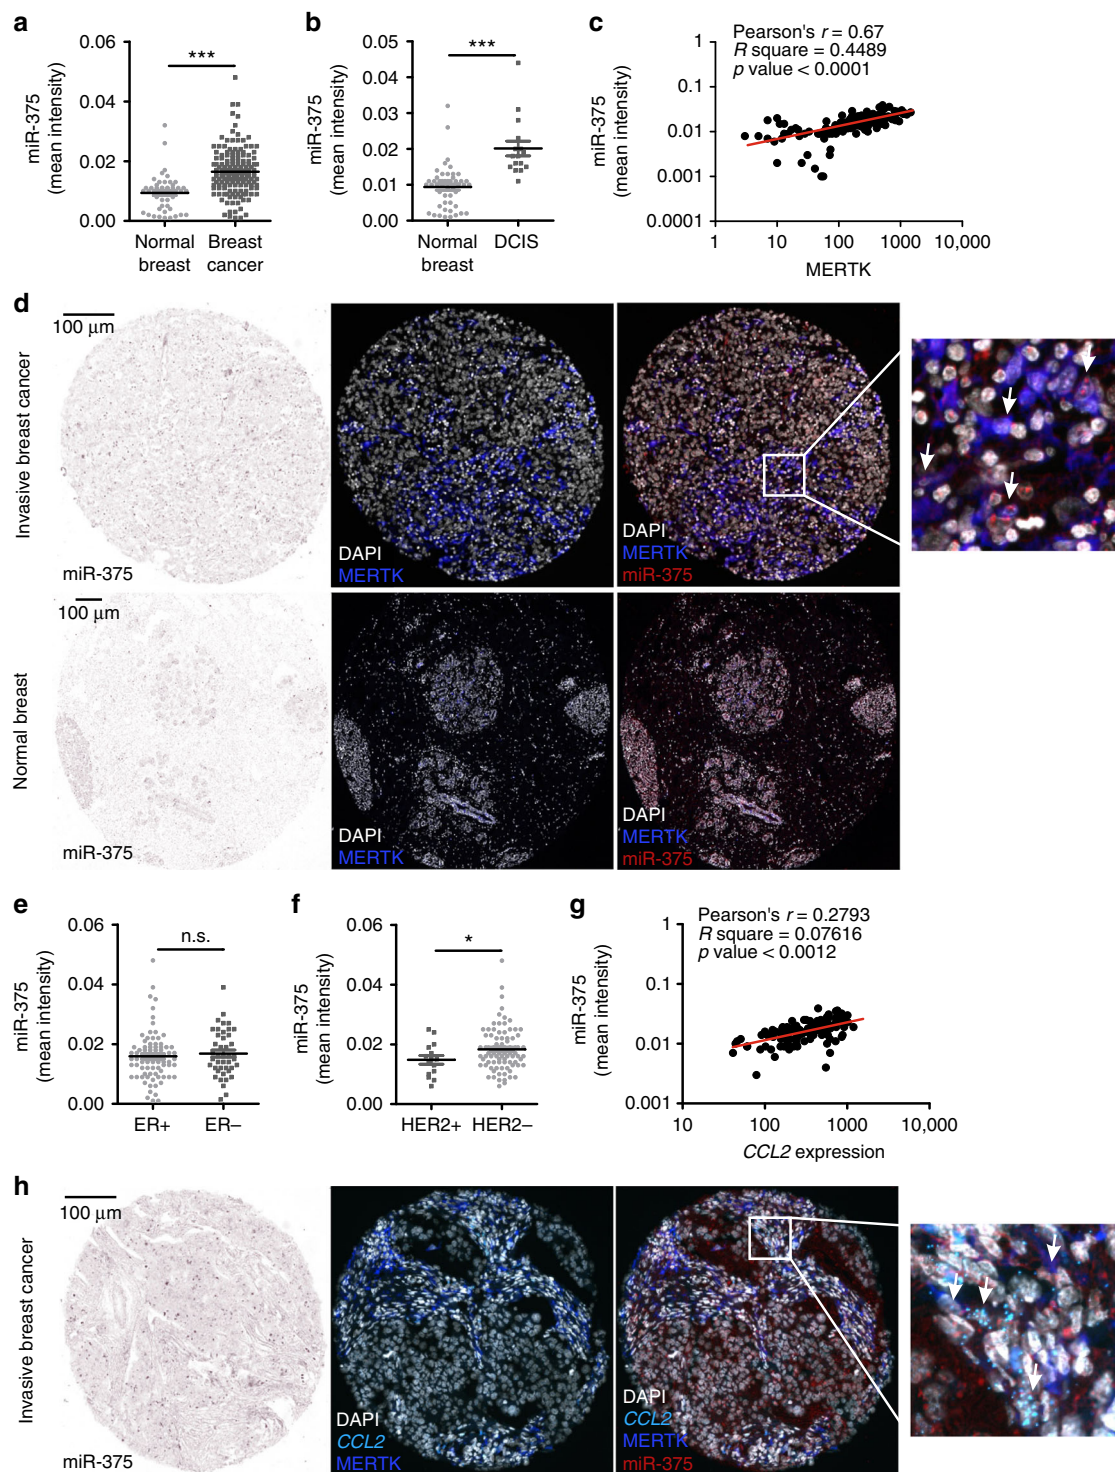 a
0.06
0.04
0.02
0.00
miR-375
(mean intensity)
***
Normal
breast
Breast
cancer
b
0.05
0.04
0.03
0.02
0.01
0.00
miR-375
(mean intensity)
***
Normal
breast
DCIS
c
Pearson's r = 0.67
R square = 0.4489
p value < 0.0001
1
0.1
0.01
0.001
0.0001
miR-375
(mean intensity)
1
10
100
1000
10,000
MERTK
d
Invasive breast cancer
100 µm
miR-375
DAPI
MERTK
DAPI
MERTK
miR-375
Normal breast
100 µm
miR-375
DAPI
MERTK
DAPI
MERTK
miR-375
e
0.06
0.04
0.02
0.00
miR-375
(mean intensity)
n.s.
ER+
ER–
f
0.06
0.04
0.02
0.00
miR-375
(mean intensity)
*
HER2+
HER2–
g
Pearson's r = 0.2793
R square = 0.07616
p value < 0.0012
1
0.1
0.01
0.001
miR-375
(mean intensity)
10
100
1000
10,000
CCL2 expression
h
Invasive breast cancer
100 µm
miR-375
DAPI
CCL2
MERTK
DAPI
CCL2
MERTK
miR-375